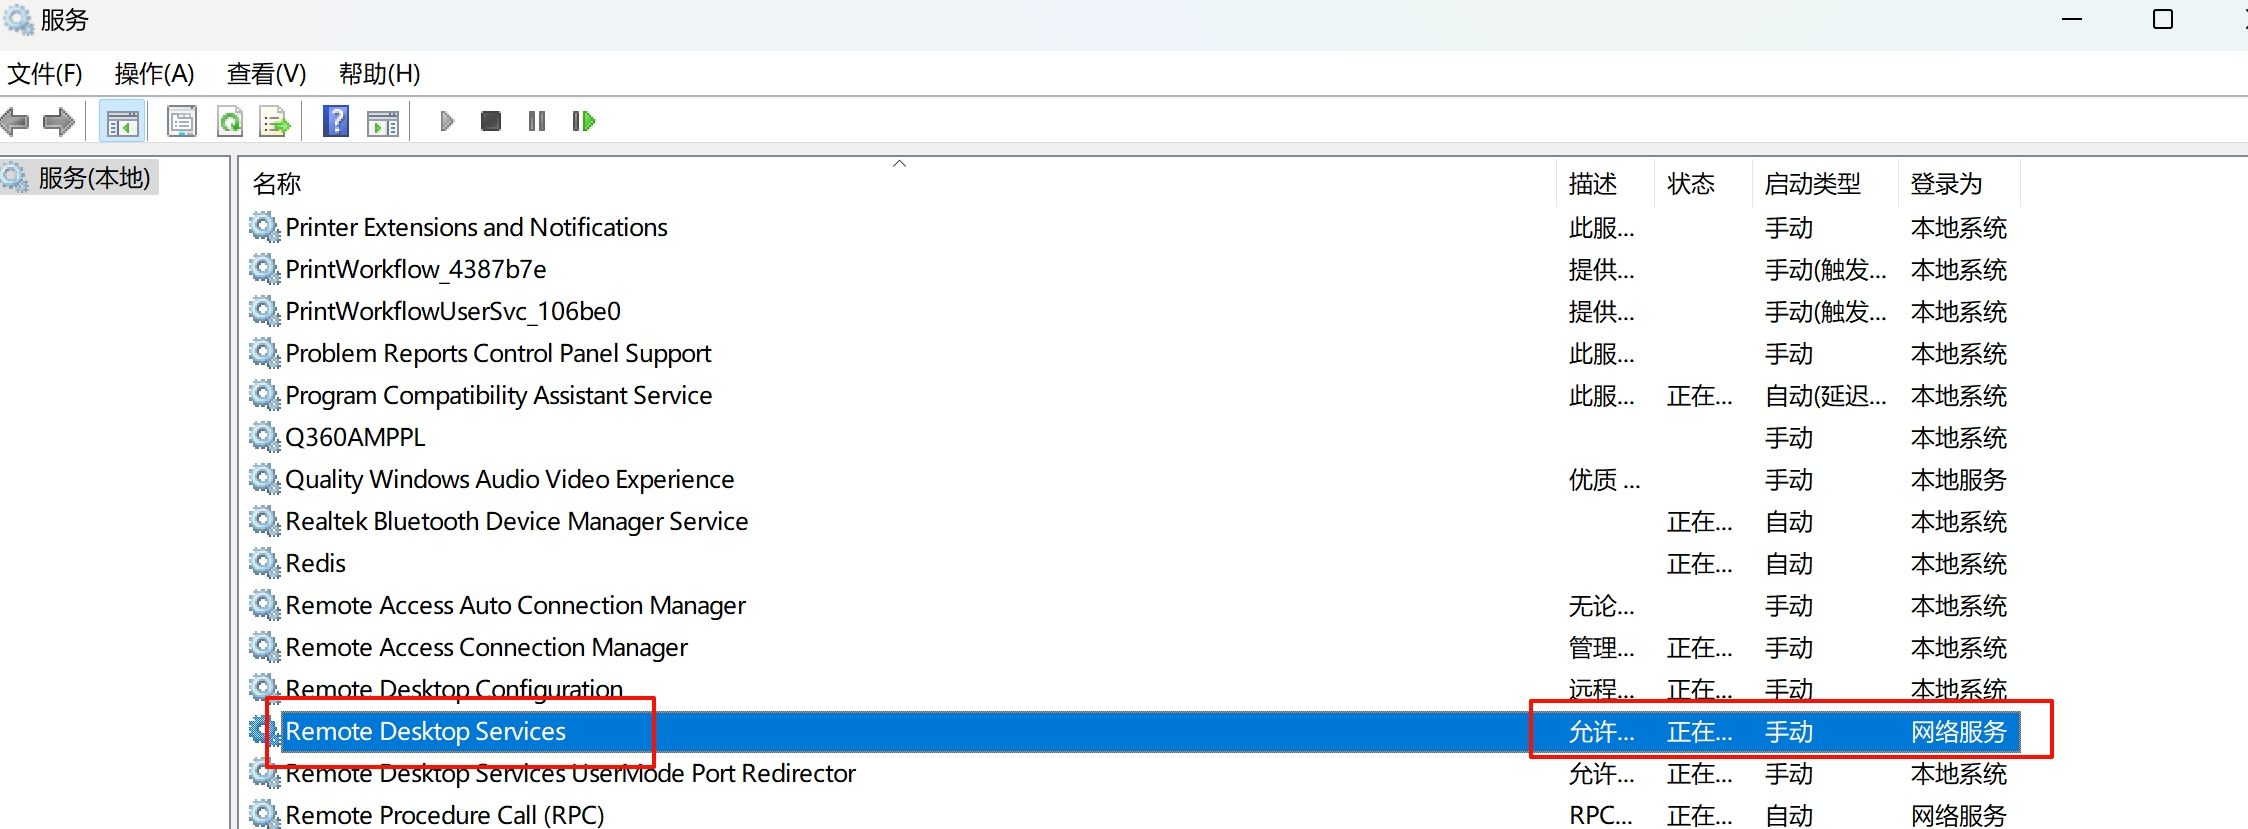 服务
文件(F) 操作(A) 查看(V) 帮助(H)
服务(本地)
名称 描述 状态 启动类型 登录为
Printer Extensions and Notifications 此服... 手动 本地系统
PrintWorkflow_4387b7e 提供... 手动(触发... 本地系统
PrintWorkflowUserSvc_106be0 提供... 手动(触发... 本地系统
Problem Reports Control Panel Support 此服... 手动 本地系统
Program Compatibility Assistant Service 此服... 正在... 自动(延迟... 本地系统
Q360AMPPL 手动 本地系统
Quality Windows Audio Video Experience 优质 ... 手动 本地服务
Realtek Bluetooth Device Manager Service 正在... 自动 本地系统
Redis 正在... 自动 本地系统
Remote Access Auto Connection Manager 无论... 手动 本地系统
Remote Access Connection Manager 管理... 正在... 手动 本地系统
Remote Desktop Configuration 远程... 正在... 手动 本地系统
Remote Desktop Services 允许... 正在... 手动 网络服务
Remote Desktop Services UserMode Port Redirector 允许... 正在... 手动 本地系统
Remote Procedure Call (RPC) RPC... 正在... 自动 网络服务